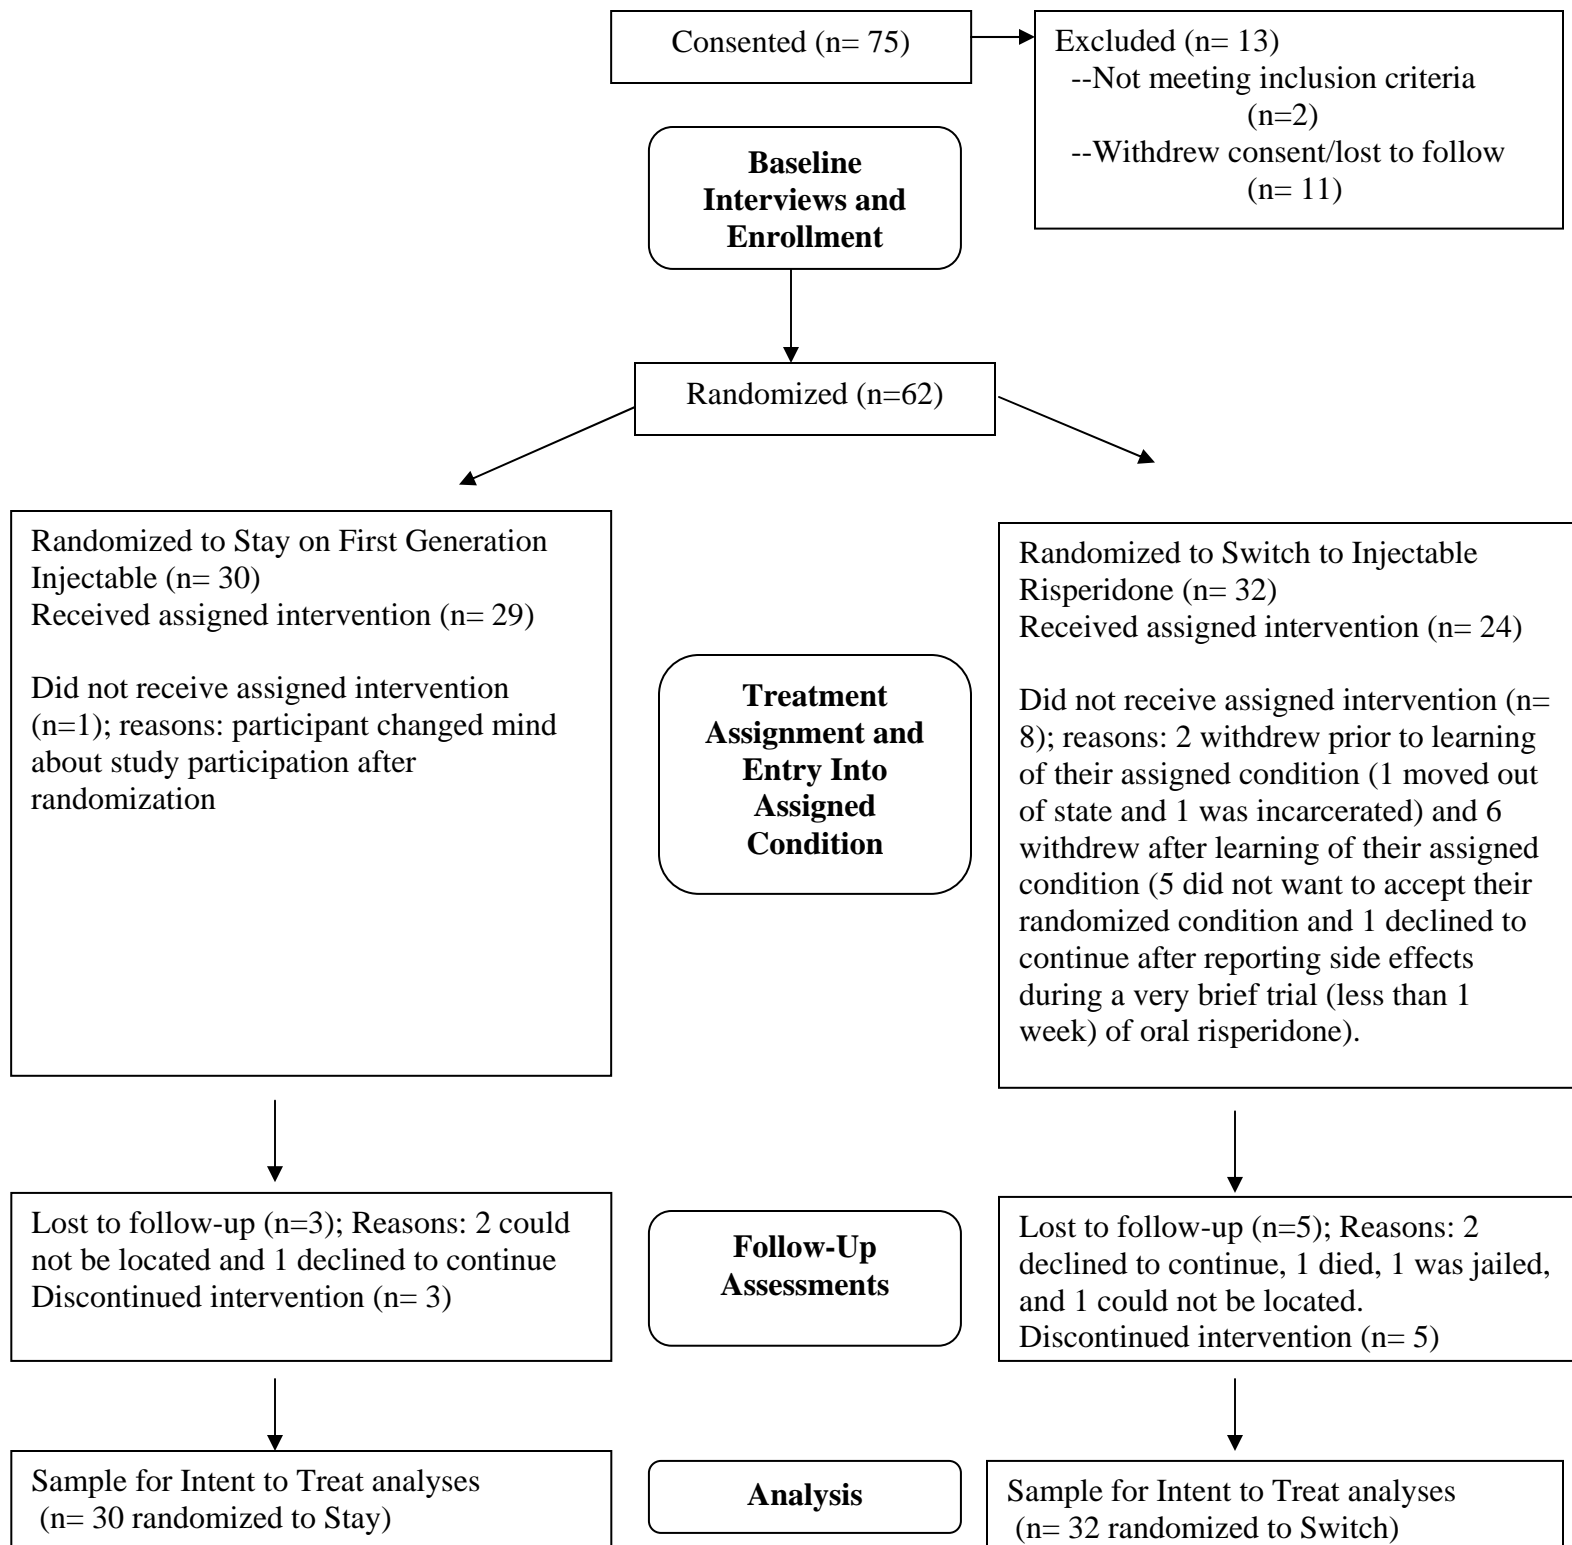 Consented (n= 75)
Excluded (n= 13)
--Not meeting inclusion criteria
(n=2)
--Withdrew consent/lost to follow
(n= 11)
Baseline
Interviews and
Enrollment
Randomized (n=62)
Randomized to Stay on First Generation
Injectable (n= 30)
Received assigned intervention (n= 29)
Did not receive assigned intervention
(n=1); reasons: participant changed mind
about study participation after
randomization
Treatment
Assignment and
Entry Into
Assigned
Condition
Randomized to Switch to Injectable
Risperidone (n= 32)
Received assigned intervention (n= 24)
Did not receive assigned intervention (n=
8); reasons: 2 withdrew prior to learning
of their assigned condition (1 moved out
of state and 1 was incarcerated) and 6
withdrew after learning of their assigned
condition (5 did not want to accept their
randomized condition and 1 declined to
continue after reporting side effects
during a very brief trial (less than 1
week) of oral risperidone).
Lost to follow-up (n=3); Reasons: 2 could
not be located and 1 declined to continue
Discontinued intervention (n= 3)
Follow-Up
Assessments
Lost to follow-up (n=5); Reasons: 2
declined to continue, 1 died, 1 was jailed,
and 1 could not be located.
Discontinued intervention (n= 5)
Sample for Intent to Treat analyses
(n= 30 randomized to Stay)
Analysis
Sample for Intent to Treat analyses
(n= 32 randomized to Switch)